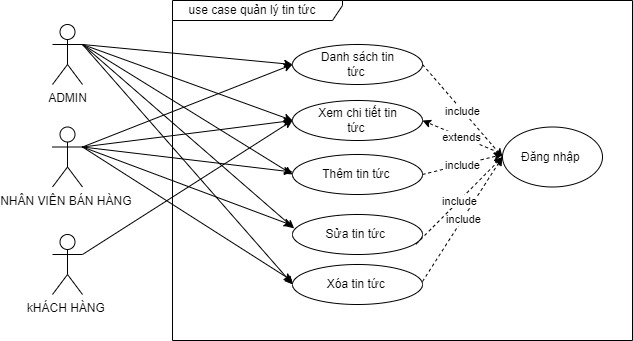 use case quản lý tin tức
ADMIN
NHÂN VIÊN BÁN HÀNG
kHÁCH HÀNG
Danh sách tin
tức
Xem chi tiết tin
tức
Thêm tin tức
Sửa tin tức
Xóa tin tức
include
extends
include
include
include
Đăng nhập